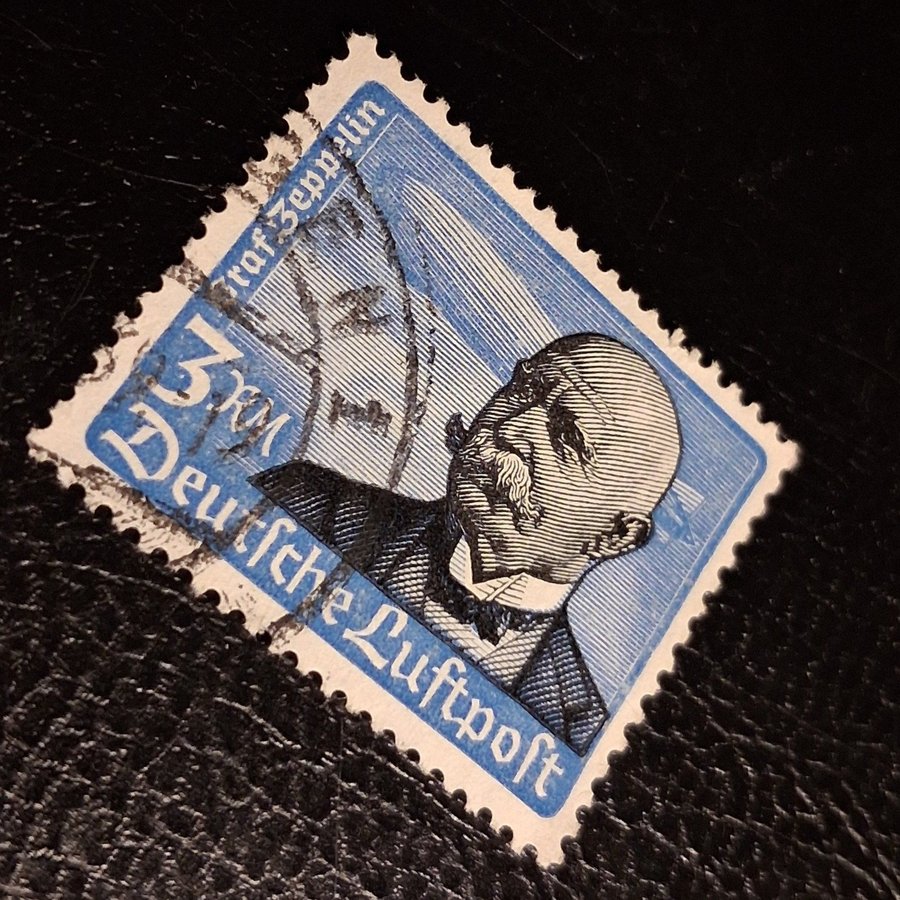 Graf Zeppelin
3 RM
Deutſche Luftpoſt